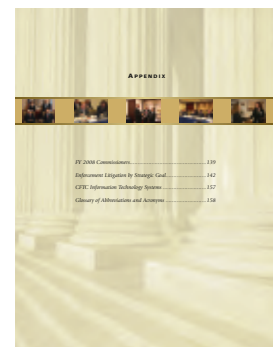 APPENDIX
FY 2008 Commissioners 139
Enforcement Litigation by Strategic Goal 142
CFTC Information Technology Systems 157
Glossary of Abbreviations and Acronyms 158